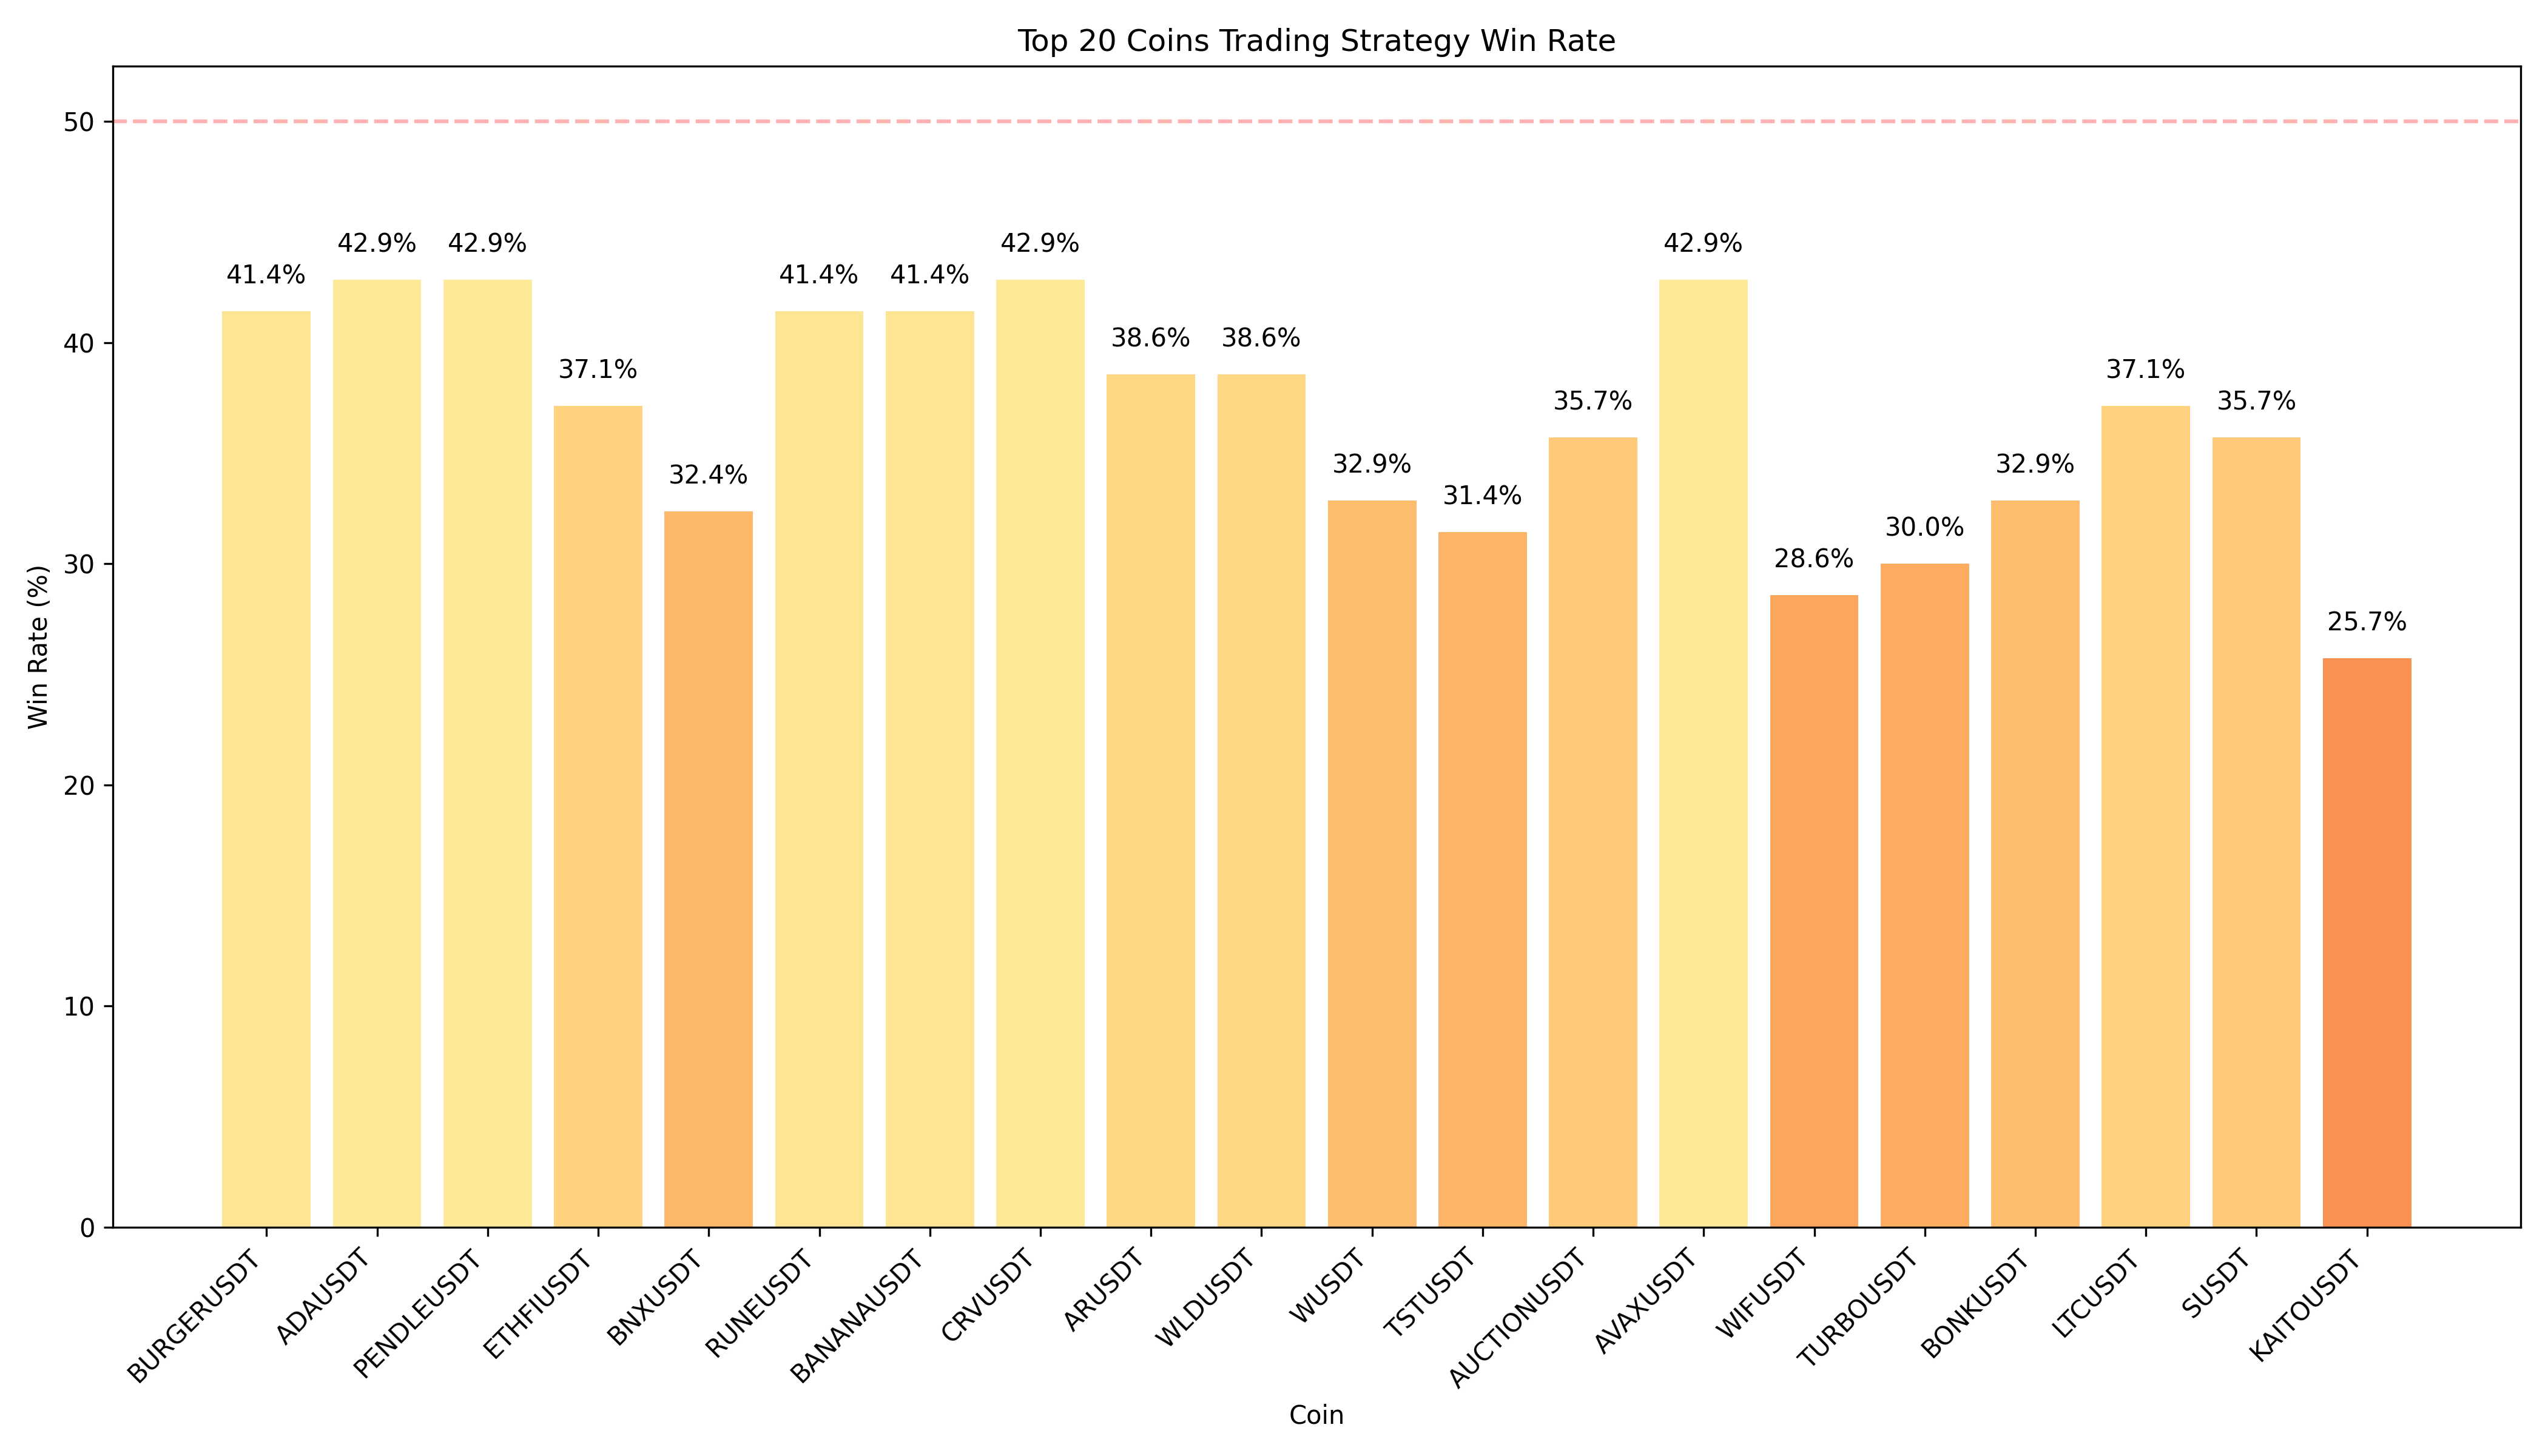 Top 20 Coins Trading Strategy Win Rate
50
40
30
20
10
0
Win Rate (%)
41.4%
42.9%
42.9%
37.1%
32.4%
41.4%
41.4%
42.9%
38.6%
38.6%
32.9%
31.4%
35.7%
42.9%
28.6%
30.0%
32.9%
37.1%
35.7%
25.7%
BURGERUSDT
ADAUSDT
PENDLEUSDT
ETHFIUSDT
BNXUSDT
RUNEUSDT
BANANAUSDT
CRVUSDT
ARUSDT
WLDUSDT
WUSDT
TSTUSDT
AUCTIONUSDT
AVAXUSDT
WIFUSDT
TURBOUSDT
BONKUSDT
LTCUSDT
SUSDT
KAITOUSDT
Coin